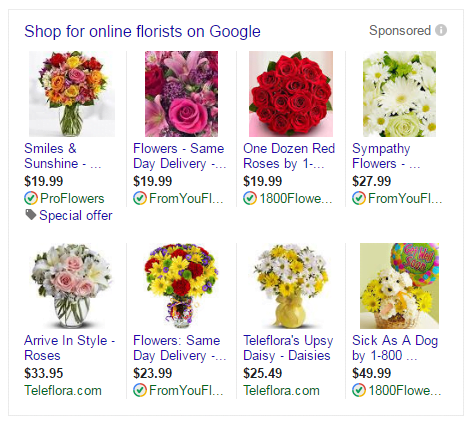 Shop for online florists on Google
Sponsored
Smiles &
Sunshine - ...
$19.99
ProFlowers
Special offer
Flowers - Same
Day Delivery -...
$19.99
FromYouFl...
One Dozen Red
Roses by 1-...
$19.99
1800Flowe...
Sympathy
Flowers - ...
$27.99
FromYouFl...
Arrive In Style -
Roses
$33.95
Teleflora.com
Flowers: Same
Day Delivery -...
$23.99
FromYouFl...
Teleflora's Upsy
Daisy - Daisies
$25.49
Teleflora.com
Sick As A Dog
by 1-800 ...
$49.99
1800Flowe...